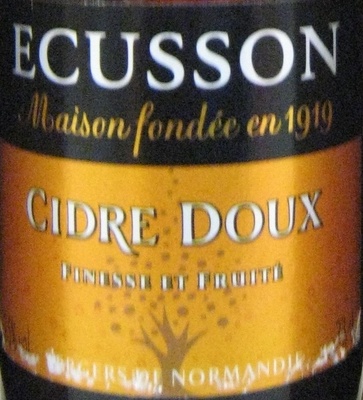 ECUSSON
Maison fondée en 1919
CIDRE DOUX
FINESSE ET FRUITÉ
NORMANDIE